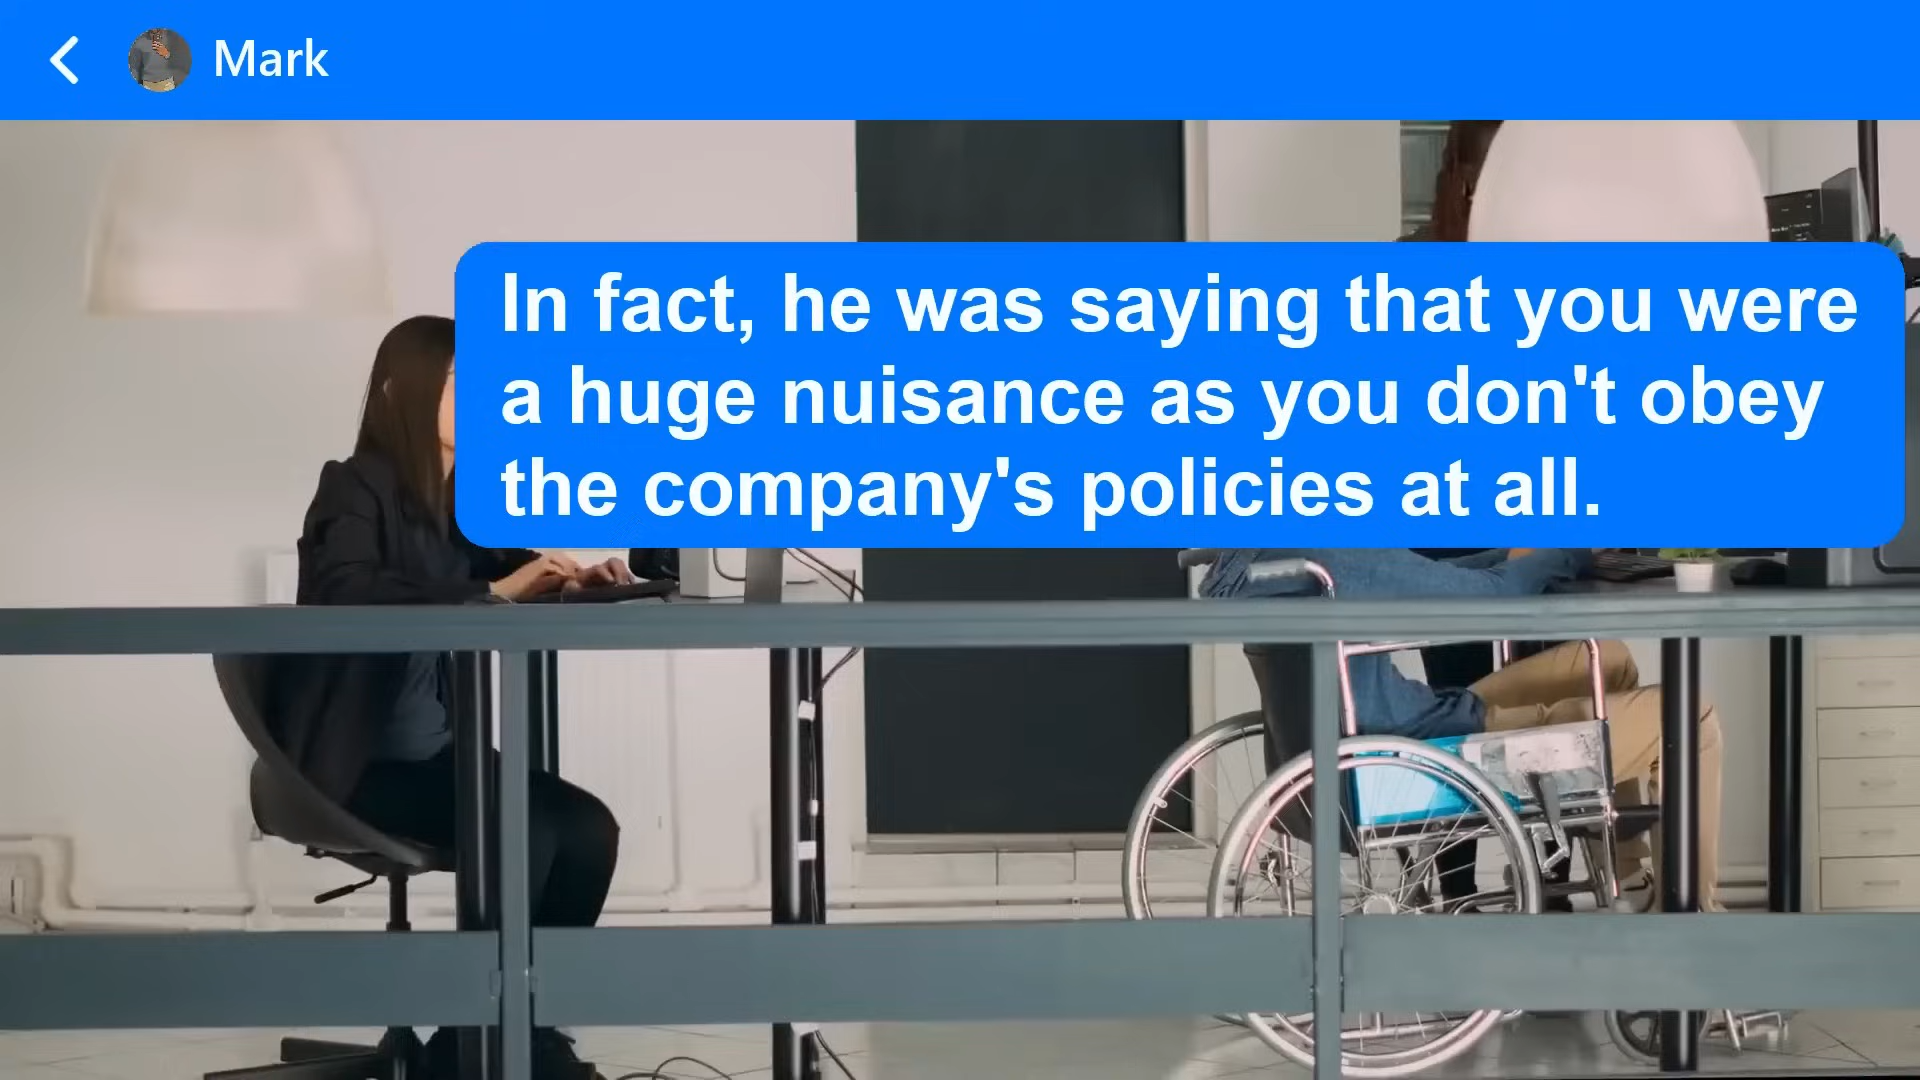 Mark
In fact, he was saying that you were
a huge nuisance as you don't obey
the company's policies at all.